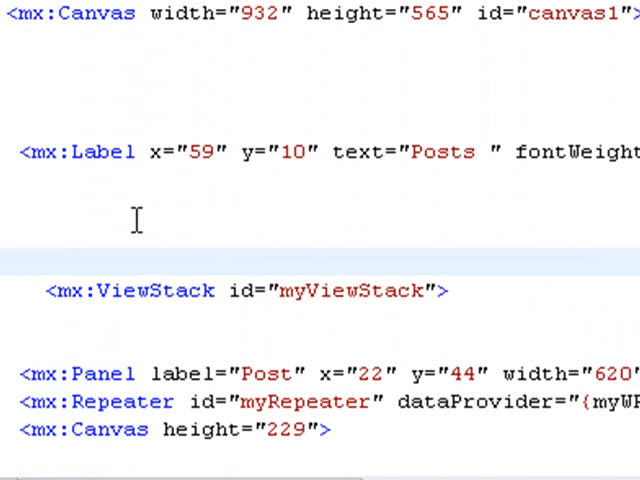 <mx:Canvas width="932" height="565" id="canvas1">
<mx:Label x="59" y="10" text="Posts " fontWeight
<mx:ViewStack id="myViewStack">
<mx:Panel label="Post" x="22" y="44" width="620"
<mx:Repeater id="myRepeater" dataProvider="{myWP
<mx:Canvas height="229">